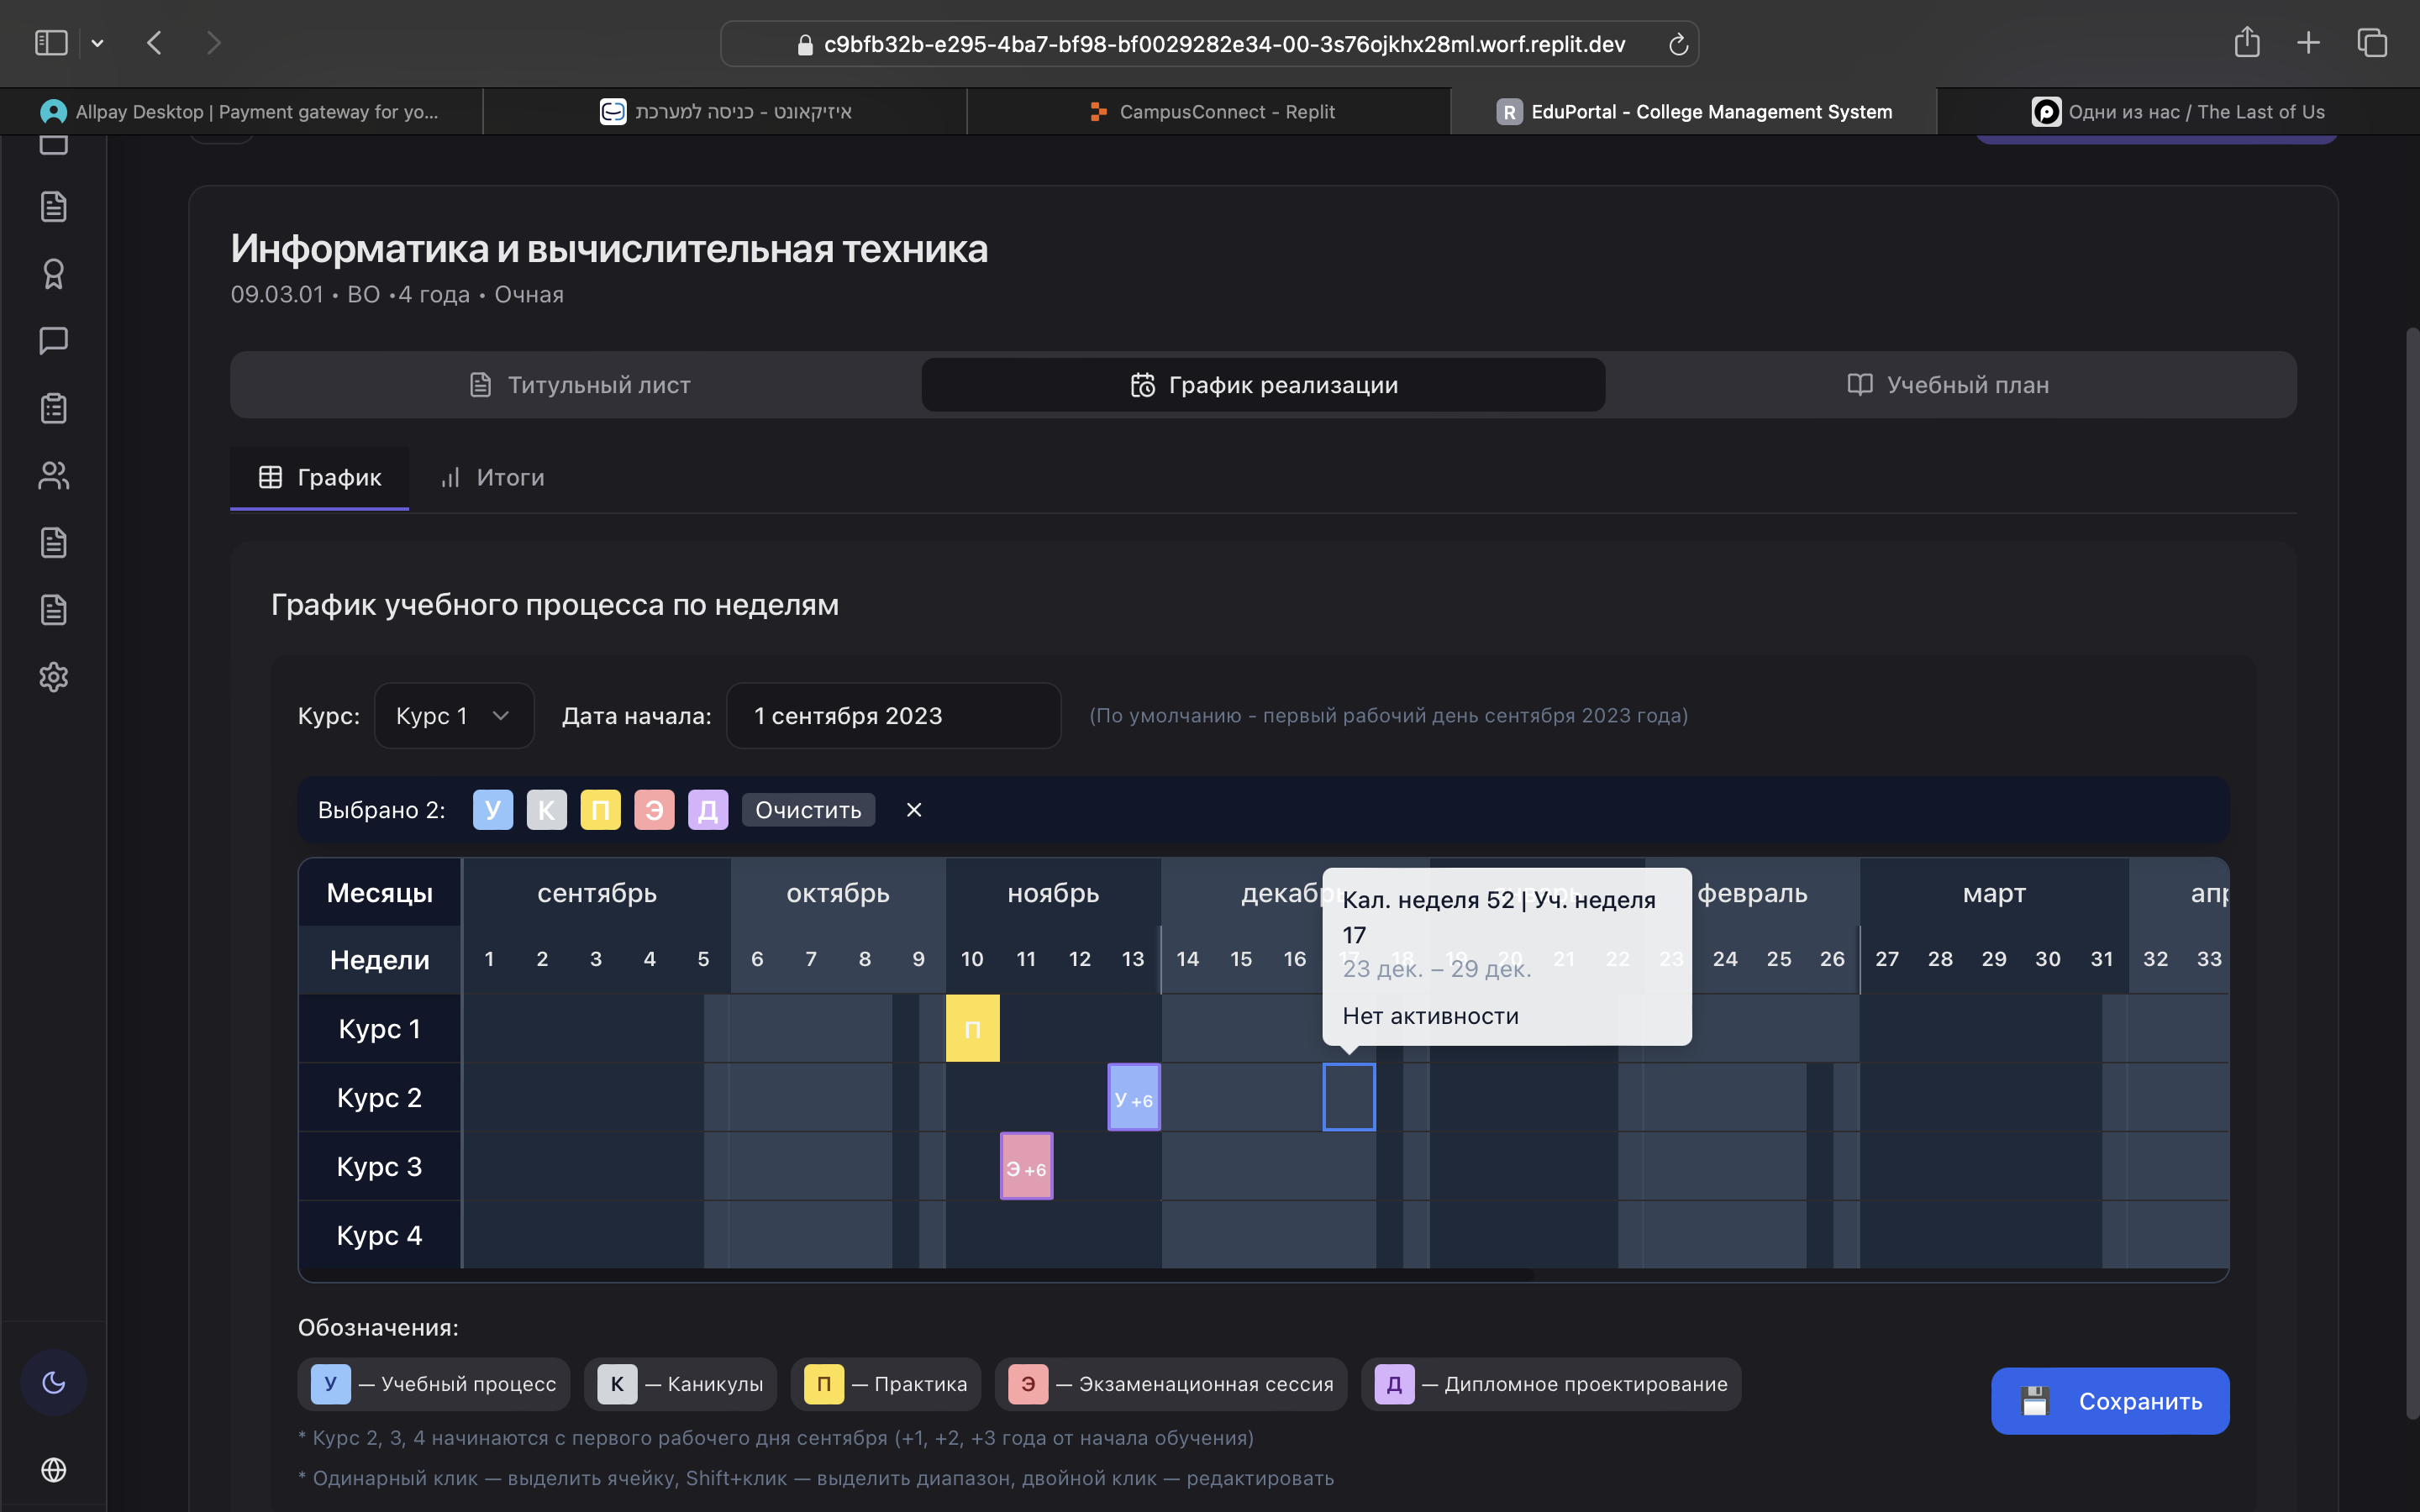 c9bfb32b-e295-4ba7-bf98-bf0029282e34-00-3s76ojkhx28ml.worf.replit.dev
Allpay Desktop | Payment gateway for yo...
איזיקאונט - כניסה למערכת
CampusConnect - Replit
R EduPortal - College Management System
Одни из нас / The Last of Us
Информатика и вычислительная техника
09.03.01 • ВО •4 года • Очная
Титульный лист
График реализации
Учебный план
График
Итоги
График учебного процесса по неделям
Курс: Курс 1 Дата начала: 1 сентября 2023 (По умолчанию - первый рабочий день сентября 2023 года)
Выбрано 2: У К П Э Д Очистить ×
Месяцы сентябрь октябрь ноябрь декабрь январь февраль март апр
Недели 1 2 3 4 5 6 7 8 9 10 11 12 13 14 15 16 17 18 19 20 21 22 23 24 25 26 27 28 29 30 31 32 33
Кал. неделя 52 | Уч. неделя
17
23 дек. – 29 дек.
Нет активности
Курс 1 П
Курс 2 У +6
Курс 3 Э +6
Курс 4
Обозначения:
У — Учебный процесс К — Каникулы П — Практика Э — Экзаменационная сессия Д — Дипломное проектирование
Сохранить
* Курс 2, 3, 4 начинаются с первого рабочего дня сентября (+1, +2, +3 года от начала обучения)
* Одинарный клик — выделить ячейку, Shift+клик — выделить диапазон, двойной клик — редактировать